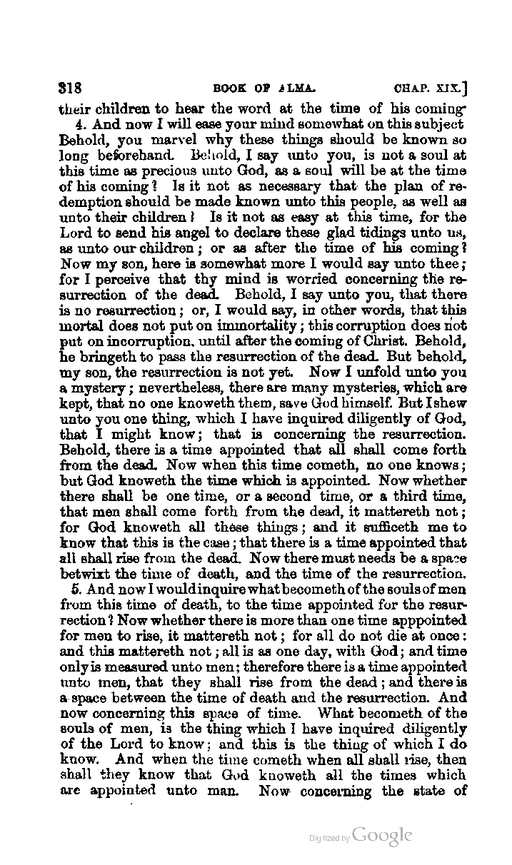 318 BOOK OF ALMA. CHAP. XIX.]
their children to hear the word at the time of his coming
4. And now I will ease your mind somewhat on this subject
Behold, you marvel why these things should be known so
long beforehand. Behold, I say unto you, is not a soul at
this time as precious unto God, as a soul will be at the time
of his coming? Is it not as necessary that the plan of re-
demption should be made known unto this people, as well as
unto their children? Is it not as easy at this time, for the
Lord to send his angel to declare these glad tidings unto us,
as unto our children; or as after the time of his coming?
Now my son, here is somewhat more I would say unto thee;
for I perceive that thy mind is worried concerning the re-
surrection of the dead. Behold, I say unto you, that there
is no resurrection; or, I would say, in other words, that this
mortal does not put on immortality; this corruption does not
put on incorruption, until after the coming of Christ. Behold,
he bringeth to pass the resurrection of the dead. But behold,
my son, the resurrection is not yet. Now I unfold unto you
a mystery; nevertheless, there are many mysteries, which are
kept, that no one knoweth them, save God himself. But I shew
unto you one thing, which I have inquired diligently of God,
that I might know; that is concerning the resurrection.
Behold, there is a time appointed that all shall come forth
from the dead. Now when this time cometh, no one knows;
but God knoweth the time which is appointed. Now whether
there shall be one time, or a second time, or a third time,
that men shall come forth from the dead, it mattereth not;
for God knoweth all these things; and it sufficeth me to
know that this is the case; that there is a time appointed that
all shall rise from the dead. Now there must needs be a space
betwixt the time of death, and the time of the resurrection.
5. And now I would inquire what becometh of the souls of men
from this time of death, to the time appointed for the resur-
rection? Now whether there is more than one time apppointed
for men to rise, it mattereth not; for all do not die at once:
and this mattereth not; all is as one day, with God; and time
only is measured unto men; therefore there is a time appointed
unto men, that they shall rise from the dead; and there is
a space between the time of death and the resurrection. And
now concerning this space of time. What becometh of the
souls of men, is the thing which I have inquired diligently
of the Lord to know; and this is the thing of which I do
know. And when the time cometh when all shall rise, then
shall they know that God knoweth all the times which
are appointed unto man. Now concerning the state of
Digitized by Google